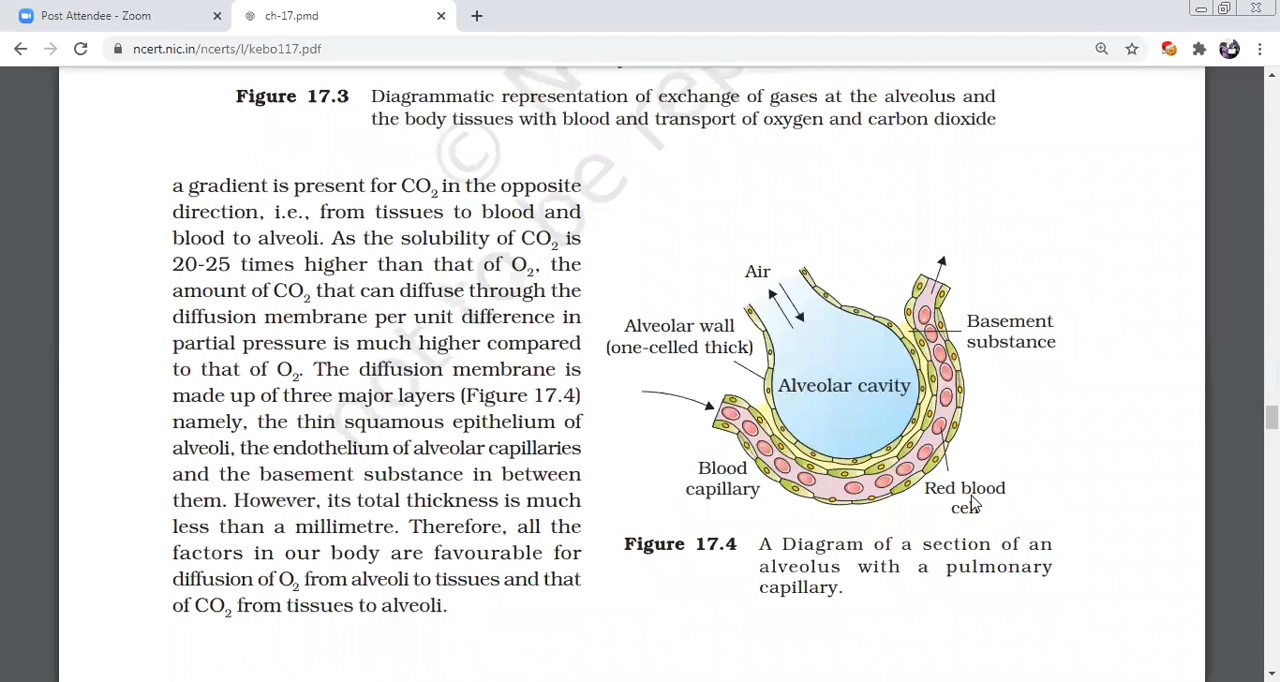 Post Attendee - Zoom
ch-17.pmd
ncert.nic.in/ncerts/l/kebo117.pdf
Figure 17.3 Diagrammatic representation of exchange of gases at the alveolus and
the body tissues with blood and transport of oxygen and carbon dioxide
a gradient is present for CO2 in the opposite
direction, i.e., from tissues to blood and
blood to alveoli. As the solubility of CO2 is
20-25 times higher than that of O2, the
amount of CO2 that can diffuse through the
diffusion membrane per unit difference in
partial pressure is much higher compared
to that of O2. The diffusion membrane is
made up of three major layers (Figure 17.4)
namely, the thin squamous epithelium of
alveoli, the endothelium of alveolar capillaries
and the basement substance in between
them. However, its total thickness is much
less than a millimetre. Therefore, all the
factors in our body are favourable for
diffusion of O2 from alveoli to tissues and that
of CO2 from tissues to alveoli.
Air
Alveolar wall
(one-celled thick)
Alveolar cavity
Basement
substance
Blood
capillary
Red blood
cell
Figure 17.4 A Diagram of a section of an
alveolus with a pulmonary
capillary.
© N
not to be rep